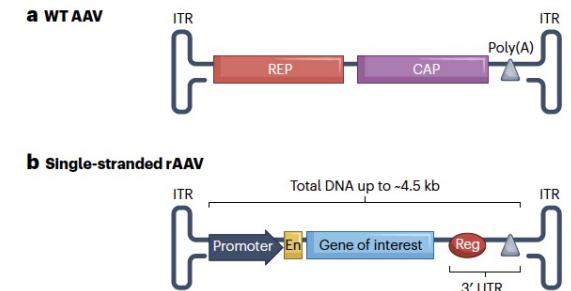 a WT AAV
ITR
ITR
Poly(A)
REP
CAP
b Single-stranded rAAV
Total DNA up to ~4.5 kb
ITR
ITR
Promoter
En
Gene of interest
Reg
3′ UTR